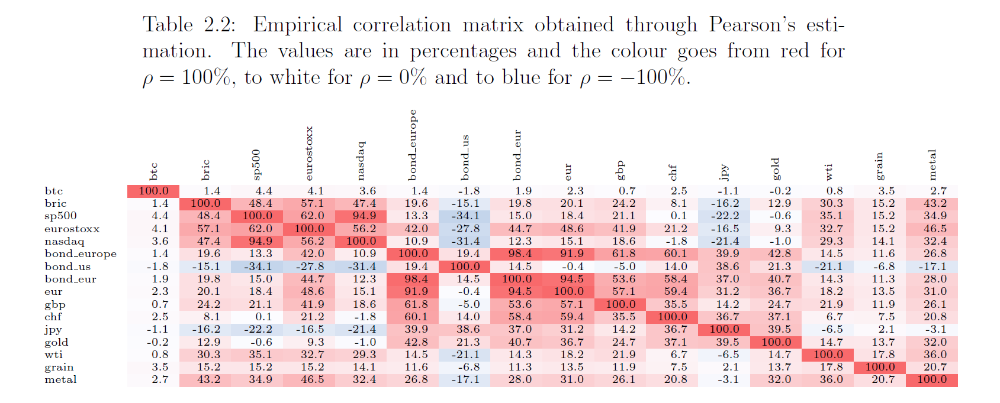 Table 2.2: Empirical correlation matrix obtained through Pearson's esti-
mation. The values are in percentages and the colour goes from red for
ρ = 100%, to white for ρ = 0% and to blue for ρ = −100%.
btc bric sp500 eurostoxx nasdaq bond_europe bond_us bond_eur eur gbp chf jpy gold wti grain metal
btc 100.0 1.4 4.4 4.1 3.6 1.4 -1.8 1.9 2.3 0.7 2.5 -1.1 -0.2 0.8 3.5 2.7
bric 1.4 100.0 48.4 57.1 47.4 19.6 -15.1 19.8 20.1 24.2 8.1 -16.2 12.9 30.3 15.2 43.2
sp500 4.4 48.4 100.0 62.0 94.9 13.3 -34.1 15.0 18.4 21.1 0.1 -22.2 -0.6 35.1 15.2 34.9
eurostoxx 4.1 57.1 62.0 100.0 56.2 42.0 -27.8 44.7 48.6 41.9 21.2 -16.5 9.3 32.7 15.2 46.5
nasdaq 3.6 47.4 94.9 56.2 100.0 10.9 -31.4 12.3 15.1 18.6 -1.8 -21.4 -1.0 29.3 14.1 32.4
bond_europe 1.4 19.6 13.3 42.0 10.9 100.0 19.4 98.4 91.9 61.8 60.1 39.9 42.8 14.5 11.6 26.8
bond_us -1.8 -15.1 -34.1 -27.8 -31.4 19.4 100.0 14.5 -0.4 -5.0 14.0 38.6 21.3 -21.1 -6.8 -17.1
bond_eur 1.9 19.8 15.0 44.7 12.3 98.4 14.5 100.0 94.5 53.6 58.4 37.0 40.7 14.3 11.3 28.0
eur 2.3 20.1 18.4 48.6 15.1 91.9 -0.4 94.5 100.0 57.1 59.4 31.2 36.7 18.2 13.5 31.0
gbp 0.7 24.2 21.1 41.9 18.6 61.8 -5.0 53.6 57.1 100.0 35.5 14.2 24.7 21.9 11.9 26.1
chf 2.5 8.1 0.1 21.2 -1.8 60.1 14.0 58.4 59.4 35.5 100.0 36.7 37.1 6.7 7.5 20.8
jpy -1.1 -16.2 -22.2 -16.5 -21.4 39.9 38.6 37.0 31.2 14.2 36.7 100.0 39.5 -6.5 2.1 -3.1
gold -0.2 12.9 -0.6 9.3 -1.0 42.8 21.3 40.7 36.7 24.7 37.1 39.5 100.0 14.7 13.7 32.0
wti 0.8 30.3 35.1 32.7 29.3 14.5 -21.1 14.3 18.2 21.9 6.7 -6.5 14.7 100.0 17.8 36.0
grain 3.5 15.2 15.2 15.2 14.1 11.6 -6.8 11.3 13.5 11.9 7.5 2.1 13.7 17.8 100.0 20.7
metal 2.7 43.2 34.9 46.5 32.4 26.8 -17.1 28.0 31.0 26.1 20.8 -3.1 32.0 36.0 20.7 100.0